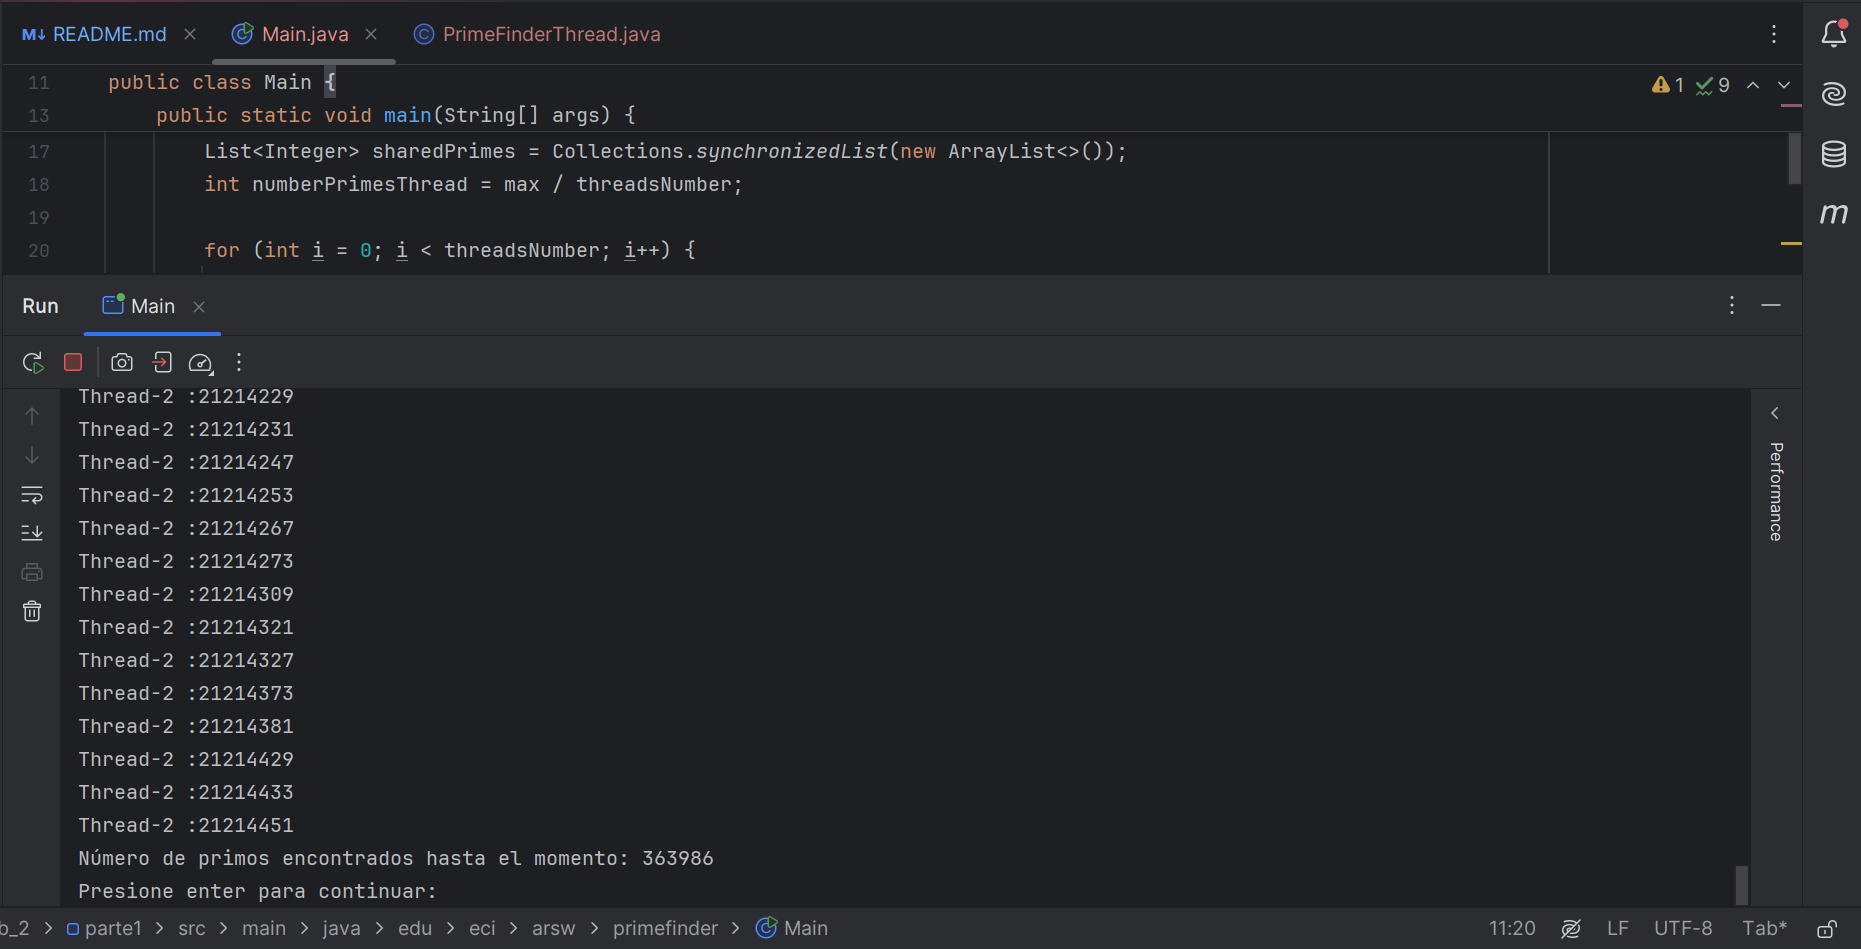 README.md
Main.java
PrimeFinderThread.java
11 public class Main {
1 9
13 public static void main(String[] args) {
17 List<Integer> sharedPrimes = Collections.synchronizedList(new ArrayList<>());
18 int numberPrimesThread = max / threadsNumber;
19
20 for (int i = 0; i < threadsNumber; i++) {
Run
Main
Thread-2 :21214229
Thread-2 :21214231
Thread-2 :21214247
Thread-2 :21214253
Thread-2 :21214267
Thread-2 :21214273
Thread-2 :21214309
Thread-2 :21214321
Thread-2 :21214327
Thread-2 :21214373
Thread-2 :21214381
Thread-2 :21214429
Thread-2 :21214433
Thread-2 :21214451
Número de primos encontrados hasta el momento: 363986
Presione enter para continuar:
Performance
b_2 > parte1 > src > main > java > edu > eci > arsw > primefinder > Main
11:20 LF UTF-8 Tab*